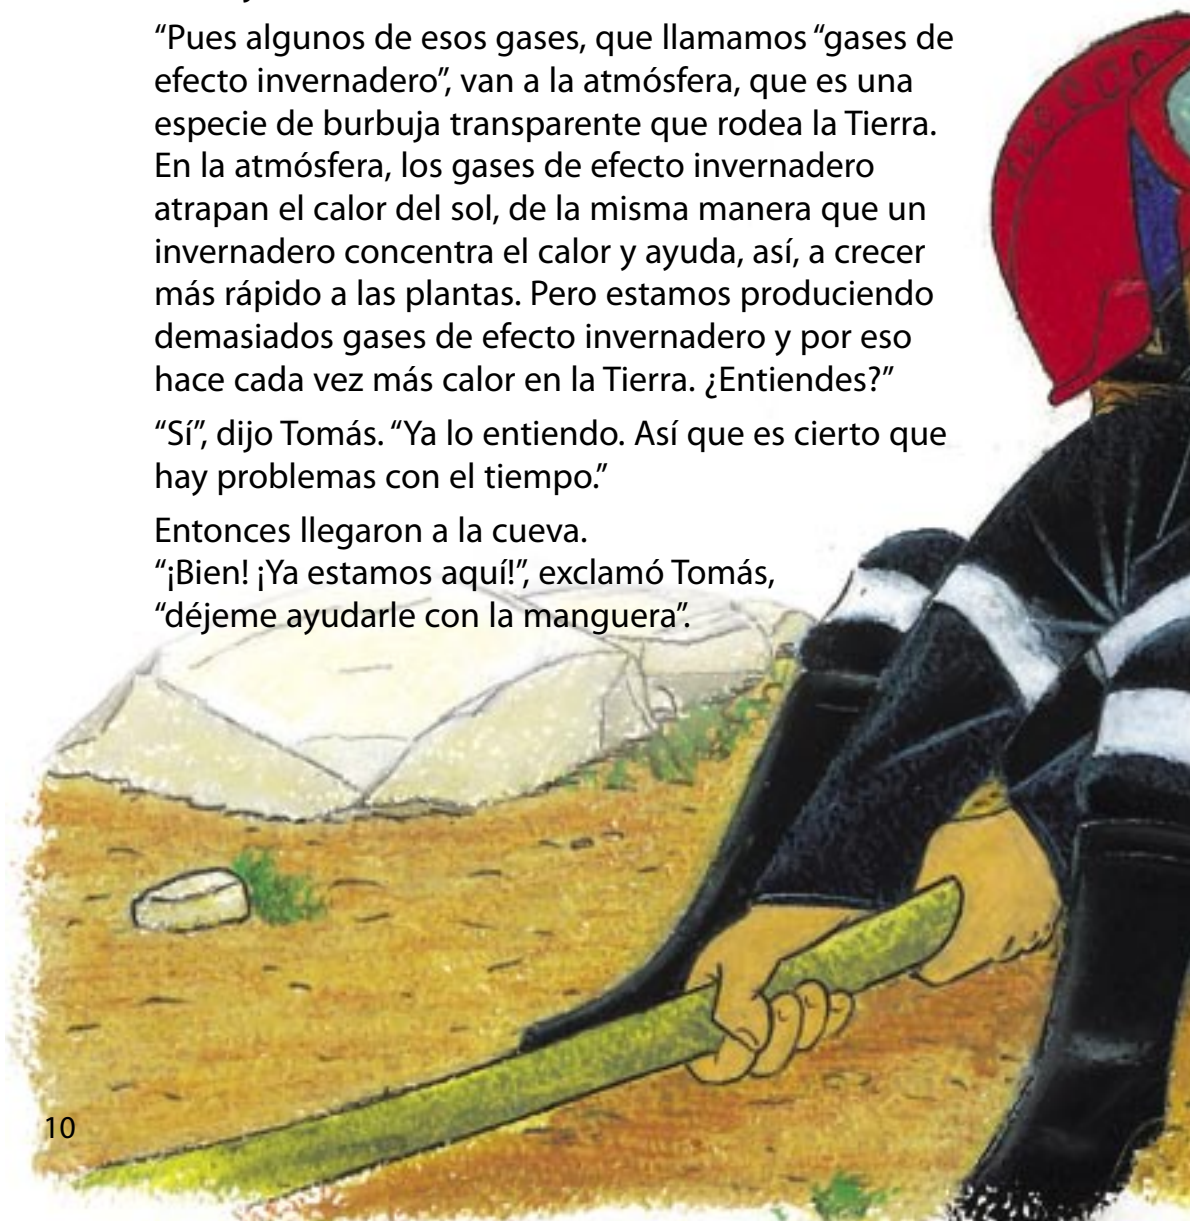 “Pues algunos de esos gases, que llamamos “gases de
efecto invernadero”, van a la atmósfera, que es una
especie de burbuja transparente que rodea la Tierra.
En la atmósfera, los gases de efecto invernadero
atrapan el calor del sol, de la misma manera que un
invernadero concentra el calor y ayuda, así, a crecer
más rápido a las plantas. Pero estamos produciendo
demasiados gases de efecto invernadero y por eso
hace cada vez más calor en la Tierra. ¿Entiendes?”
“Sí”, dijo Tomás. “Ya lo entiendo. Así que es cierto que
hay problemas con el tiempo.”
Entonces llegaron a la cueva.
“¡Bien! ¡Ya estamos aquí!”, exclamó Tomás,
“déjeme ayudarle con la manguera”.
10